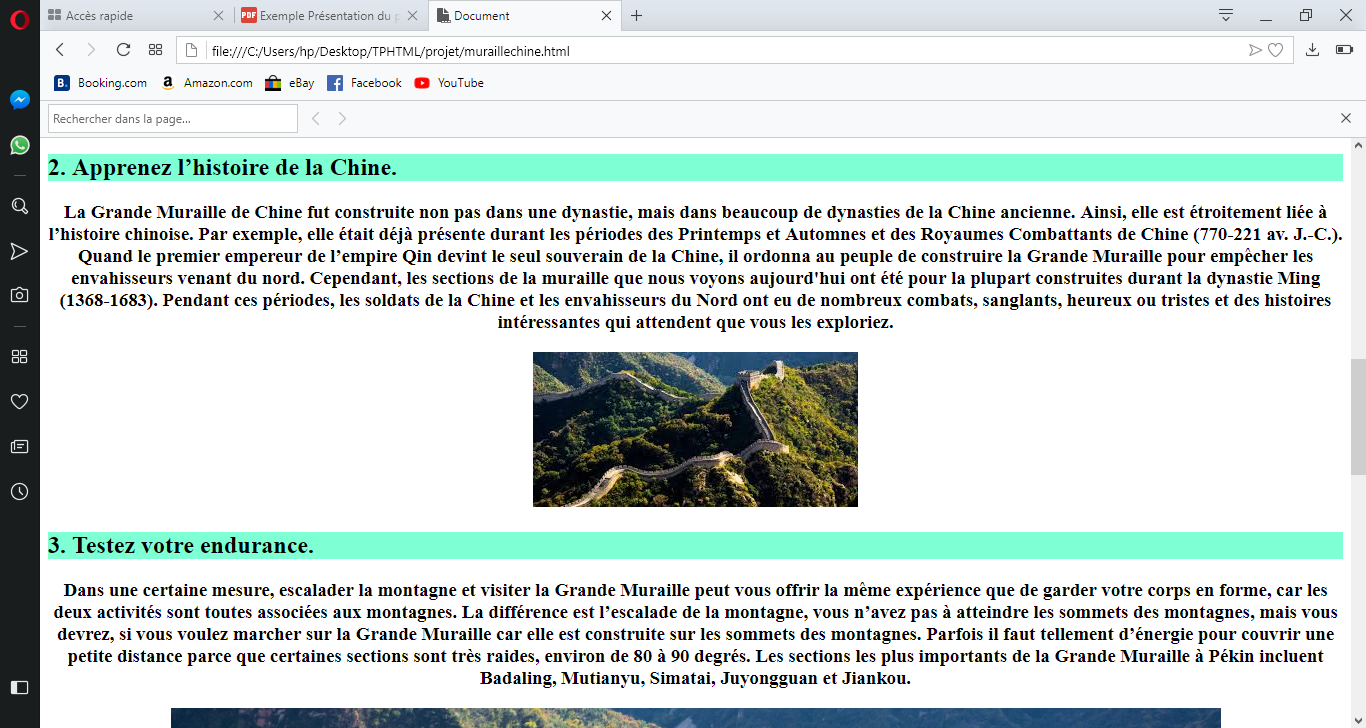 Accès rapide
Exemple Présentation du p
Document
file:///C:/Users/hp/Desktop/TPHTML/projet/muraillechine.html
Booking.com
Amazon.com
eBay
Facebook
YouTube
Rechercher dans la page...
2. Apprenez l’histoire de la Chine.
La Grande Muraille de Chine fut construite non pas dans une dynastie, mais dans beaucoup de dynasties de la Chine ancienne. Ainsi, elle est étroitement liée à
l’histoire chinoise. Par exemple, elle était déjà présente durant les périodes des Printemps et Automnes et des Royaumes Combattants de Chine (770-221 av. J.-C.).
Quand le premier empereur de l’empire Qin devint le seul souverain de la Chine, il ordonna au peuple de construire la Grande Muraille pour empêcher les
envahisseurs venant du nord. Cependant, les sections de la muraille que nous voyons aujourd'hui ont été pour la plupart construites durant la dynastie Ming
(1368-1683). Pendant ces périodes, les soldats de la Chine et les envahisseurs du Nord ont eu de nombreux combats, sanglants, heureux ou tristes et des histoires
intéressantes qui attendent que vous les exploriez.
3. Testez votre endurance.
Dans une certaine mesure, escalader la montagne et visiter la Grande Muraille peut vous offrir la même expérience que de garder votre corps en forme, car les
deux activités sont toutes associées aux montagnes. La différence est l’escalade de la montagne, vous n’avez pas à atteindre les sommets des montagnes, mais vous
devrez, si vous voulez marcher sur la Grande Muraille car elle est construite sur les sommets des montagnes. Parfois il faut tellement d’énergie pour couvrir une
petite distance parce que certaines sections sont très raides, environ de 80 à 90 degrés. Les sections les plus importants de la Grande Muraille à Pékin incluent
Badaling, Mutianyu, Simatai, Juyongguan et Jiankou.